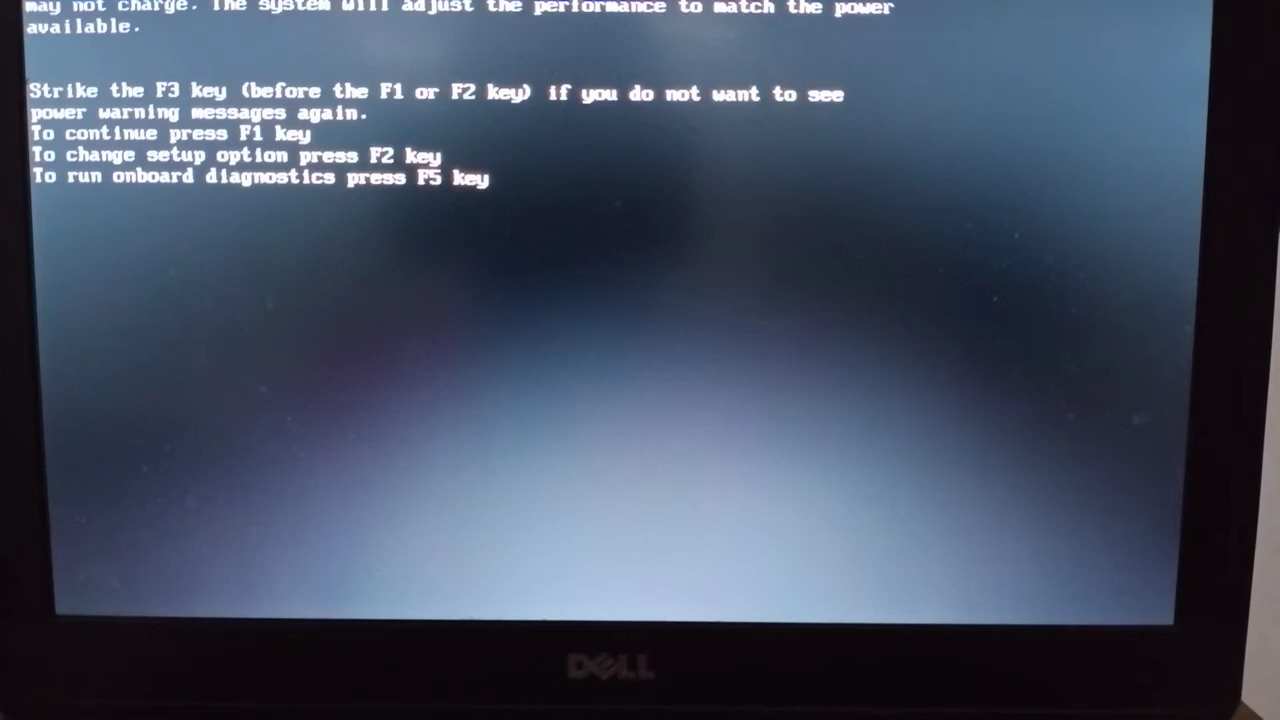 may not charge. The system will adjust the performance to match the power
available.
Strike the F3 key (before the F1 or F2 key) if you do not want to see
power warning messages again.
To continue press F1 key
To change setup option press F2 key
To run onboard diagnostics press F5 key
DELL